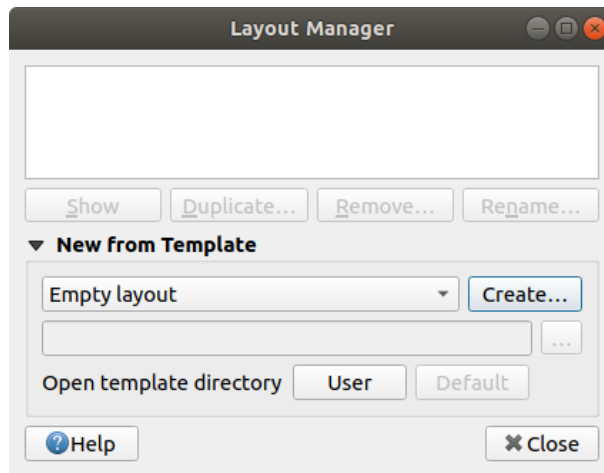 Layout Manager
Show Duplicate... Remove... Rename...
New from Template
Empty layout Create...
...
Open template directory User Default
Help Close